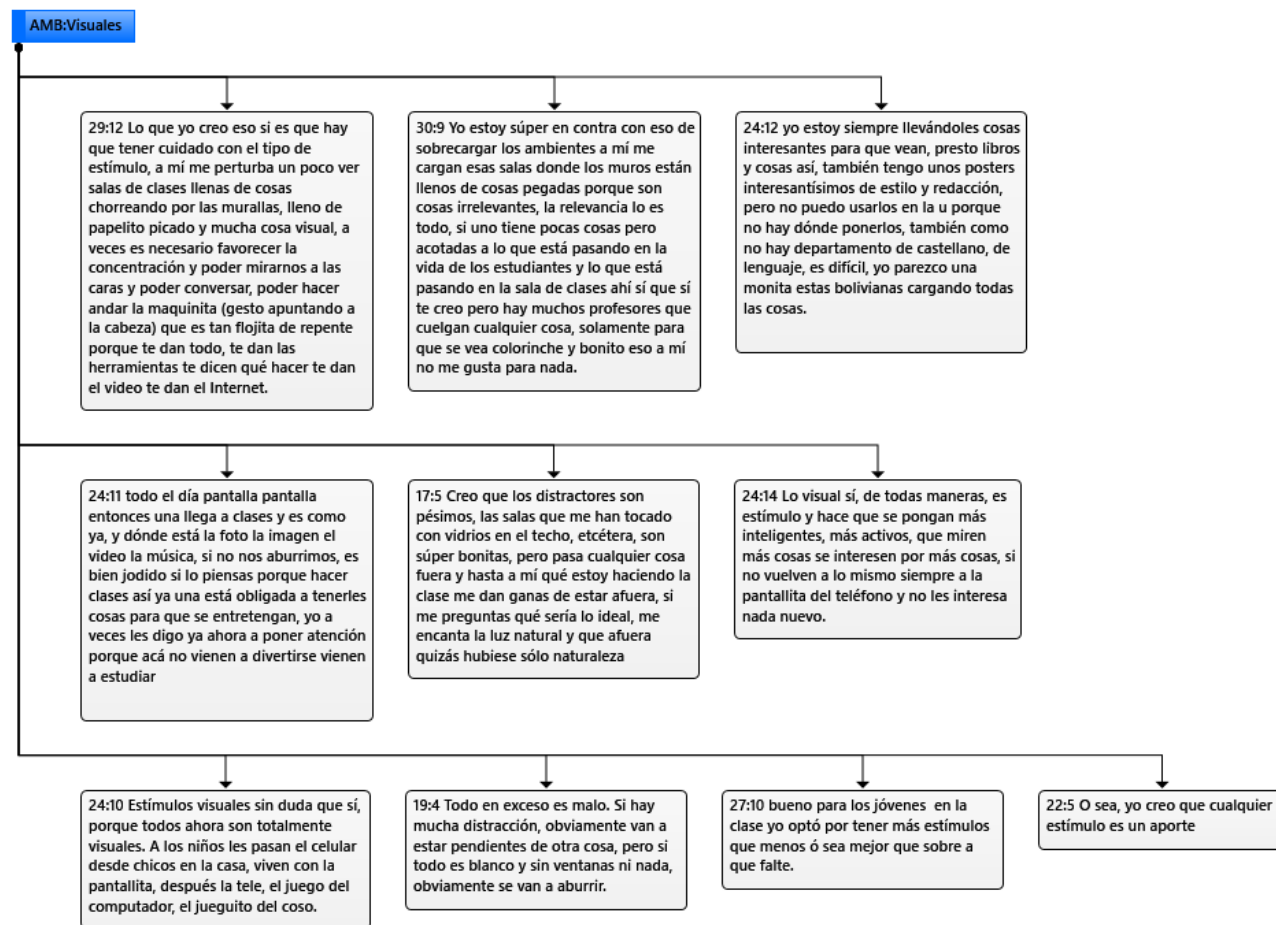 AMB:Visuales
29:12 Lo que yo creo eso si es que hay
que tener cuidado con el tipo de
estímulo, a mí me perturba un poco ver
salas de clases llenas de cosas
chorreando por las murallas, lleno de
papelito picado y mucha cosa visual, a
veces es necesario favorecer la
concentración y poder mirarnos a las
caras y poder conversar, poder hacer
andar la maquinita (gesto apuntando a
la cabeza) que es tan flojita de repente
porque te dan todo, te dan las
herramientas te dicen qué hacer te dan
el video te dan el Internet.
30:9 Yo estoy súper en contra con eso de
sobrecargar los ambientes a mí me
cargan esas salas donde los muros están
llenos de cosas pegadas porque son
cosas irrelevantes, la relevancia lo es
todo, si uno tiene pocas cosas pero
acotadas a lo que está pasando en la
vida de los estudiantes y lo que está
pasando en la sala de clases ahí sí que sí
te creo pero hay muchos profesores que
cuelgan cualquier cosa, solamente para
que se vea colorinche y bonito eso a mí
no me gusta para nada.
24:12 yo estoy siempre llevándoles cosas
interesantes para que vean, presto libros
y cosas así, también tengo unos posters
interesantísimos de estilo y redacción,
pero no puedo usarlos en la u porque
no hay dónde ponerlos, también como
no hay departamento de castellano, de
lenguaje, es difícil, yo parezco una
monita estas bolivianas cargando todas
las cosas.
24:11 todo el día pantalla pantalla
entonces una llega a clases y es como
ya, y dónde está la foto la imagen el
video la música, si no nos aburrimos, es
bien jodido si lo piensas porque hacer
clases así ya una está obligada a tenerles
cosas para que se entretengan, yo a
veces les digo ya ahora a poner atención
porque acá no vienen a divertirse vienen
a estudiar
17:5 Creo que los distractores son
pésimos, las salas que me han tocado
con vidrios en el techo, etcétera, son
súper bonitas, pero pasa cualquier cosa
fuera y hasta a mí qué estoy haciendo la
clase me dan ganas de estar afuera, si
me preguntas qué sería lo ideal, me
encanta la luz natural y que afuera
quizás hubiese sólo naturaleza
24:14 Lo visual sí, de todas maneras, es
estímulo y hace que se pongan más
inteligentes, más activos, que miren
más cosas se interesen por más cosas, si
no vuelven a lo mismo siempre a la
pantallita del teléfono y no les interesa
nada nuevo.
24:10 Estímulos visuales sin duda que sí,
porque todos ahora son totalmente
visuales. A los niños les pasan el celular
desde chicos en la casa, viven con la
pantallita, después la tele, el juego del
computador, el jueguito del coso.
19:4 Todo en exceso es malo. Si hay
mucha distracción, obviamente van a
estar pendientes de otra cosa, pero si
todo es blanco y sin ventanas ni nada,
obviamente se van a aburrir.
27:10 bueno para los jóvenes  en la
clase yo optó por tener más estímulos
que menos ó sea mejor que sobre a
que falte.
22:5 O sea, yo creo que cualquier
estímulo es un aporte